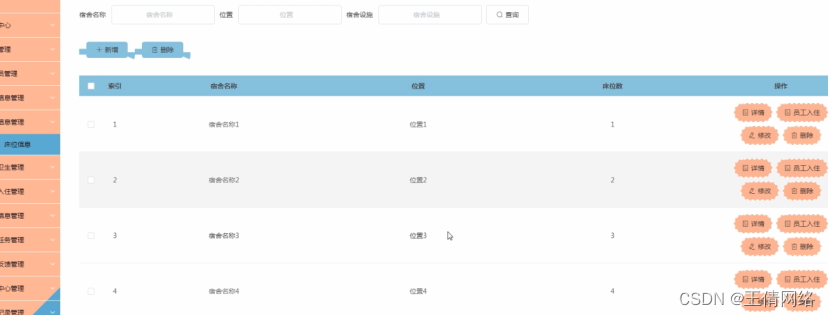 宿舍名称 宿舍名称 位置 位置 宿舍设施 宿舍设施 查询
中心
管理
员管理
信息管理
信息管理
床位信息
卫生管理
入住管理
信息管理
任务管理
反馈管理
中心管理
记录管理
新增 删除
索引 宿舍名称 位置 床位数 操作
1 宿舍名称1 位置1 1 详情 员工入住
修改 删除
2 宿舍名称2 位置2 2 详情 员工入住
修改 删除
3 宿舍名称3 位置3 3 详情 员工入住
修改 删除
4 宿舍名称4 位置4 4 详情 员工入住
CSDN @王倩网络